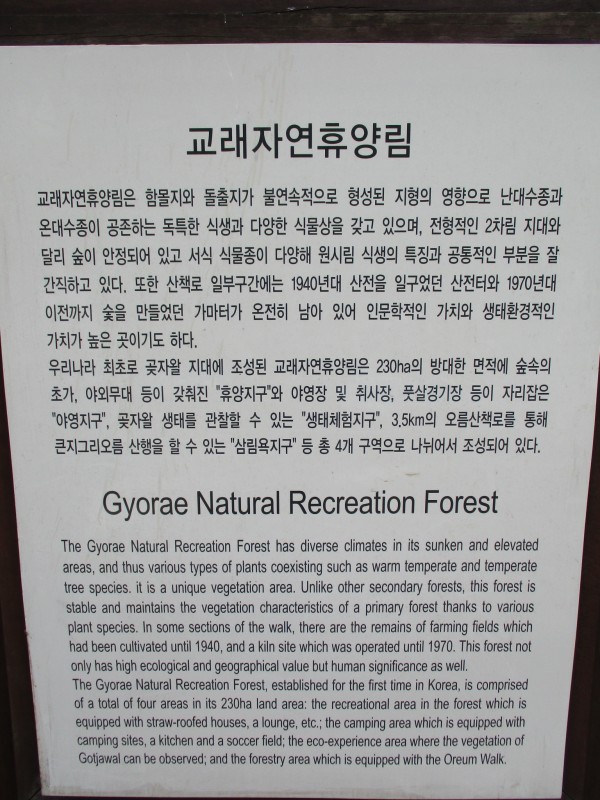 교래자연휴양림
교래자연휴양림은 함몰지와 돌출지가 불연속적으로 형성된 지형의 영향으로 난대수종과
온대수종이 공존하는 독특한 식생과 다양한 식물상을 갖고 있으며, 전형적인 2차림 지대와
달리 숲이 안정되어 있고 서식 식물종이 다양해 원시림 식생의 특징과 공통적인 부분을 잘
간직하고 있다. 또한 산책로 일부구간에는 1940년대 산전을 일구었던 산전터와 1970년대
이전까지 숯을 만들었던 가마터가 온전히 남아 있어 인문학적인 가치와 생태환경적인
가치가 높은 곳이기도 하다.
우리나라 최초로 곶자왈 지대에 조성된 교래자연휴양림은 230ha의 방대한 면적에 숲속의
초가, 야외무대 등이 갖춰진 "휴양지구"와 야영장 및 취사장, 풋살경기장 등이 자리잡은
"야영지구", 곶자왈 생태를 관찰할 수 있는 "생태체험지구", 3.5km의 오름산책로를 통해
큰지그리오름 산행을 할 수 있는 "삼림욕지구" 등 총 4개 구역으로 나뉘어서 조성되어 있다.
Gyorae Natural Recreation Forest
The Gyorae Natural Recreation Forest has diverse climates in its sunken and elevated
areas, and thus various types of plants coexisting such as warm temperate and temperate
tree species. it is a unique vegetation area. Unlike other secondary forests, this forest is
stable and maintains the vegetation characteristics of a primary forest thanks to various
plant species. In some sections of the walk, there are the remains of farming fields which
had been cultivated until 1940, and a kiln site which was operated until 1970. This forest not
only has high ecological and geographical value but human significance as well.
The Gyorae Natural Recreation Forest, established for the first time in Korea, is comprised
of a total of four areas in its 230ha land area: the recreational area in the forest which is
equipped with straw-roofed houses, a lounge, etc.; the camping area which is equipped with
camping sites, a kitchen and a soccer field; the eco-experience area where the vegetation of
Gotjawal can be observed; and the forestry area which is equipped with the Oreum Walk.